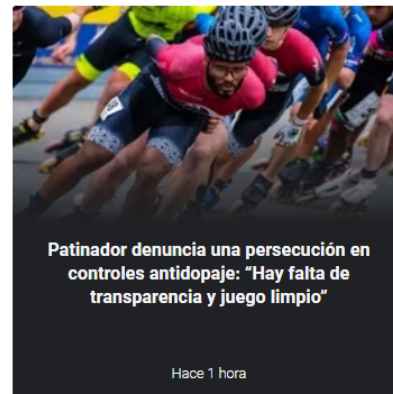 Patinador denuncia una persecución en
controles antidopaje: “Hay falta de
transparencia y juego limpio”
Hace 1 hora